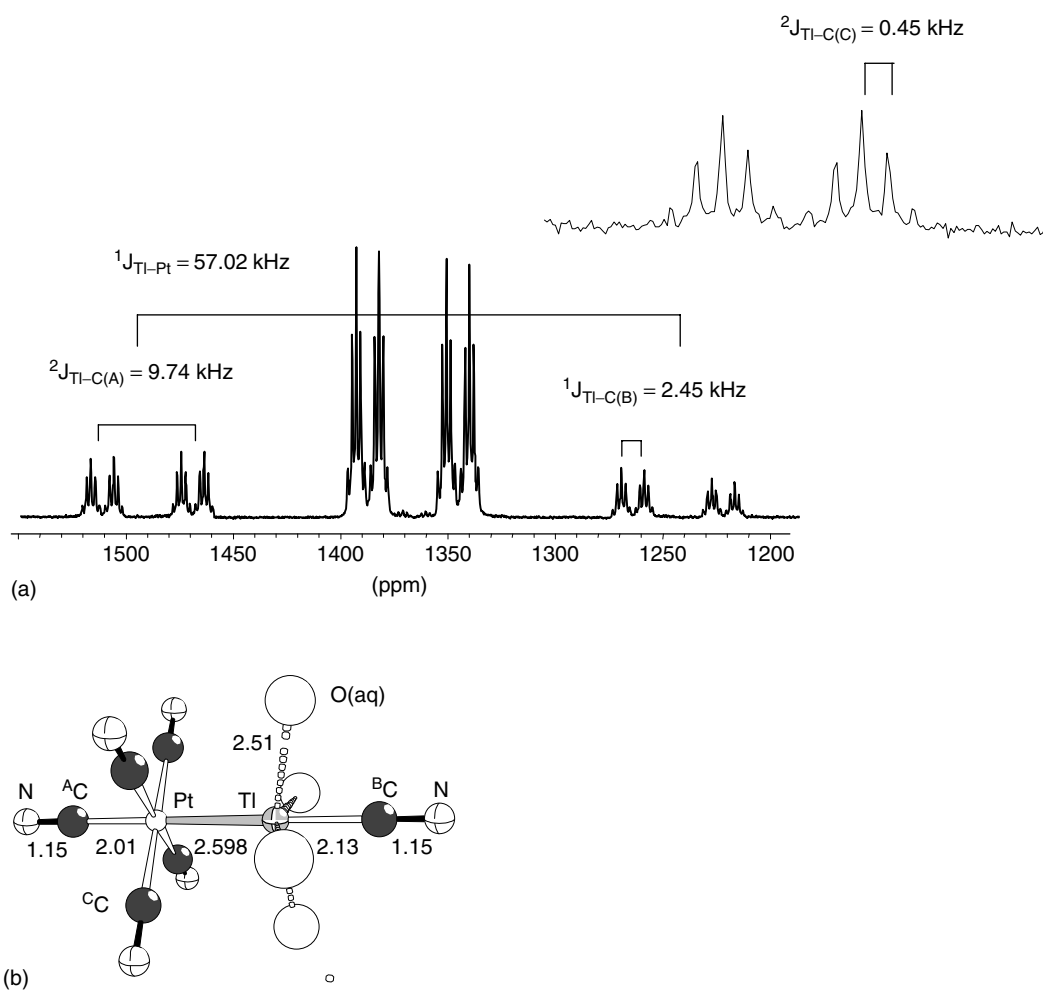 ²J_Tl–C(C) = 0.45 kHz
¹J_Tl–Pt = 57.02 kHz
²J_Tl–C(A) = 9.74 kHz
¹J_Tl–C(B) = 2.45 kHz
1500 1450 1400 1350 1300 1250 1200
(ppm)
(a)
O(aq)
2.51
N ᴬC Pt Tl ᴮC N
1.15 2.01 2.598 2.13 1.15
ᶜC
(b)